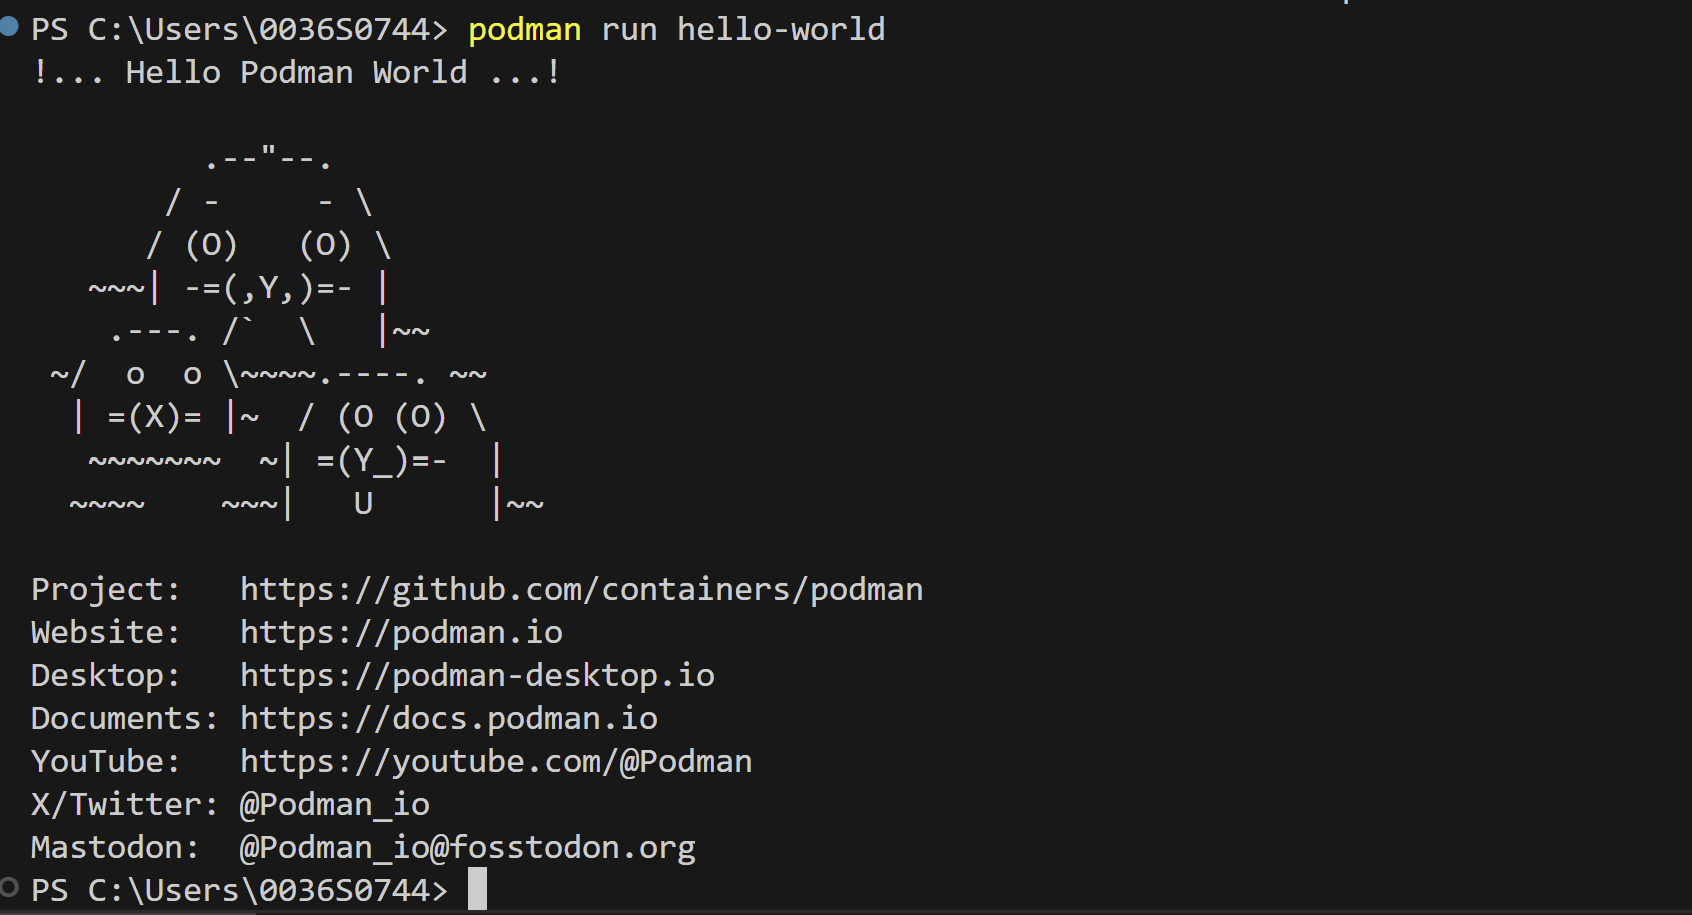 PS C:\Users\0036S0744> podman run hello-world
!... Hello Podman World ...!

         .--"--.
       / -     - \
      / (O)   (O) \
   ~~~| -=(,Y,)=- |
    .---. /`  \   |~~
 ~/  o  o \~~~~.----. ~~
  | =(X)= |~  / (O (O) \
   ~~~~~~~  ~| =(Y_)=-  |
  ~~~~    ~~~|   U      |~~

Project:   https://github.com/containers/podman
Website:   https://podman.io
Desktop:   https://podman-desktop.io
Documents: https://docs.podman.io
YouTube:   https://youtube.com/@Podman
X/Twitter: @Podman_io
Mastodon:  @Podman_io@fosstodon.org
PS C:\Users\0036S0744>